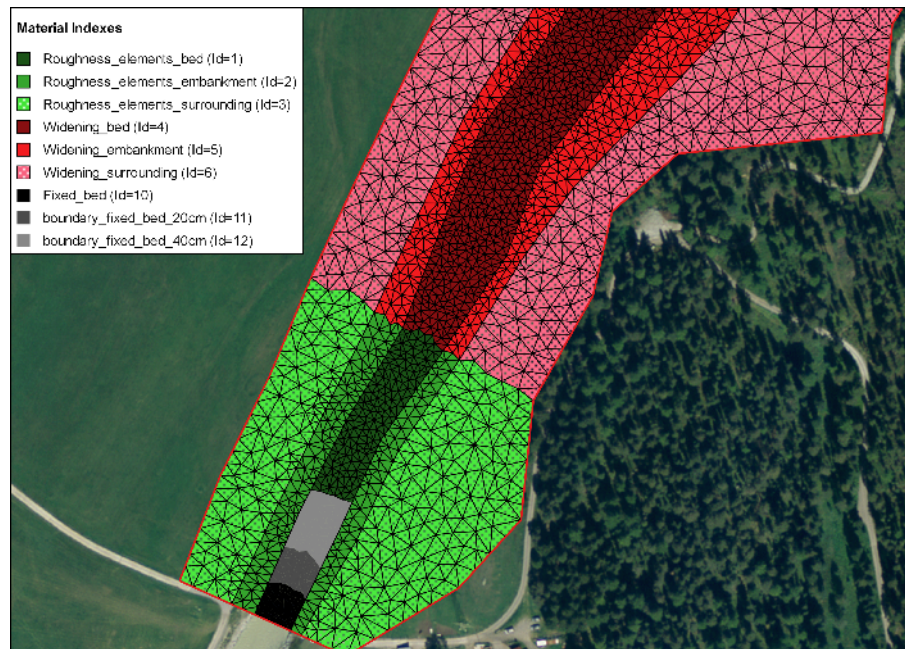 Material Indexes
Roughness_elements_bed (Id=1)
Roughness_elements_embankment (Id=2)
Roughness_elements_surrounding (Id=3)
Widening_bed (Id=4)
Widening_embankment (Id=5)
Widening_surrounding (Id=6)
Fixed_bed (Id=10)
boundary_fixed_bed_20cm (Id=11)
boundary_fixed_bed_40cm (Id=12)